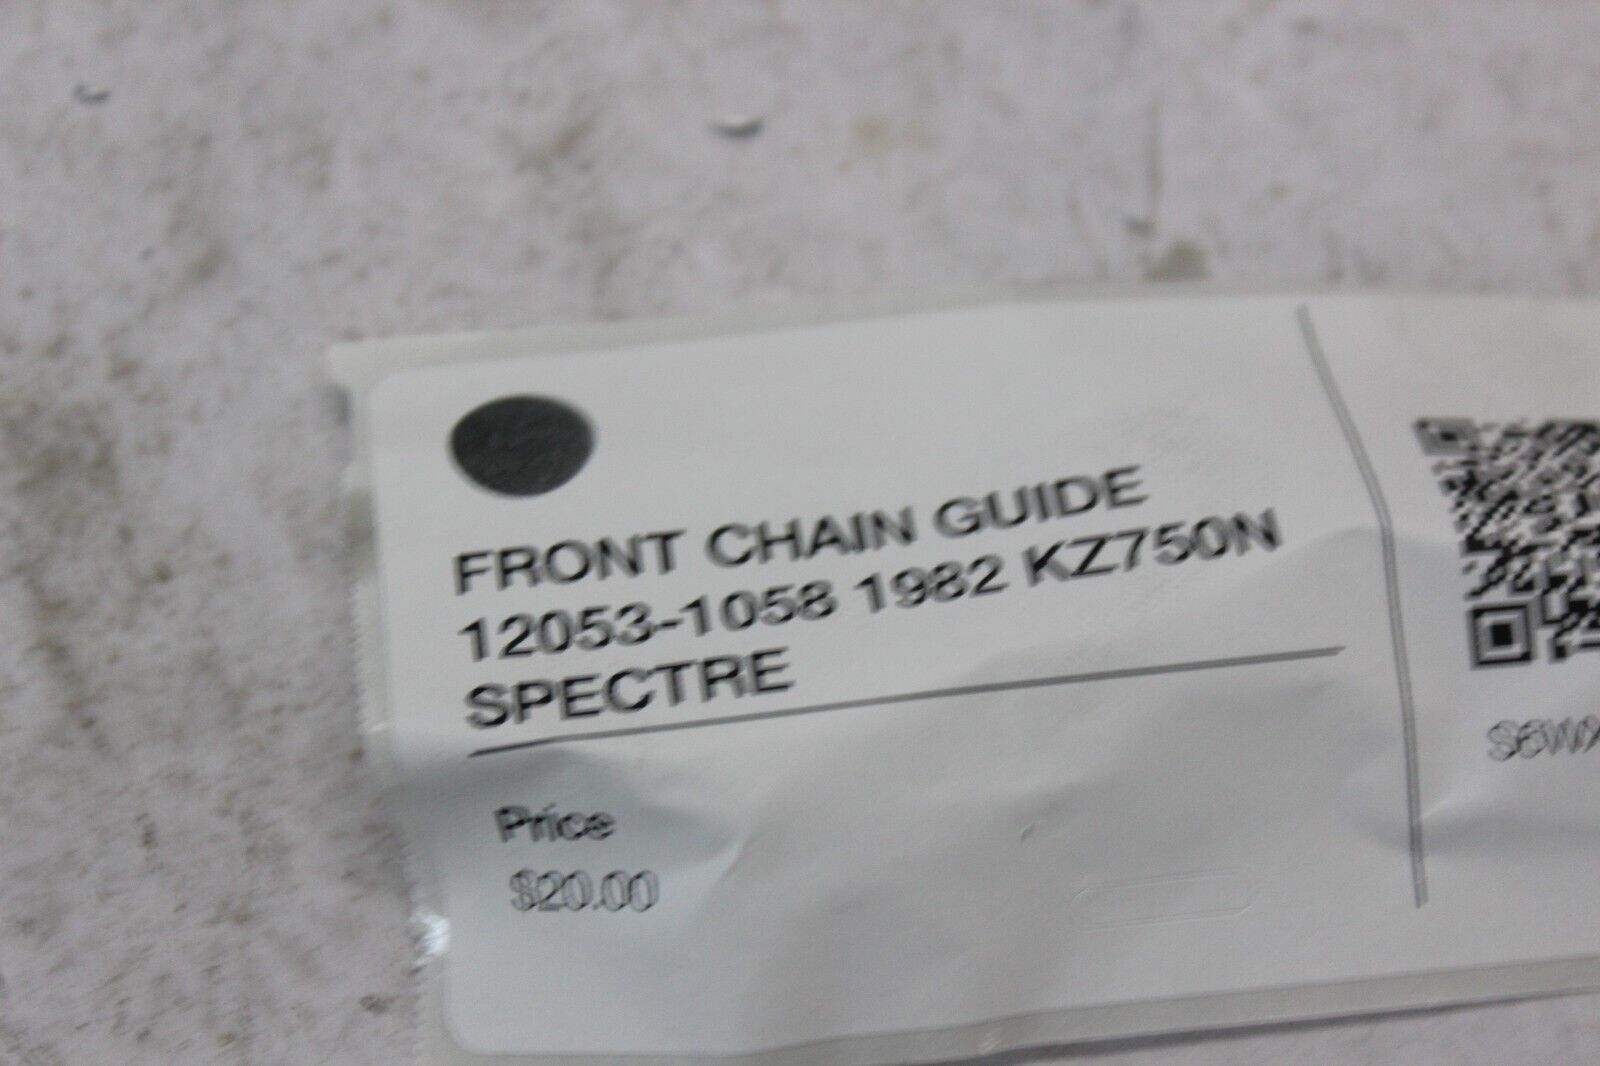 FRONT CHAIN GUIDE
12053-1058 1982 KZ750N
SPECTRE
Price
$20.00